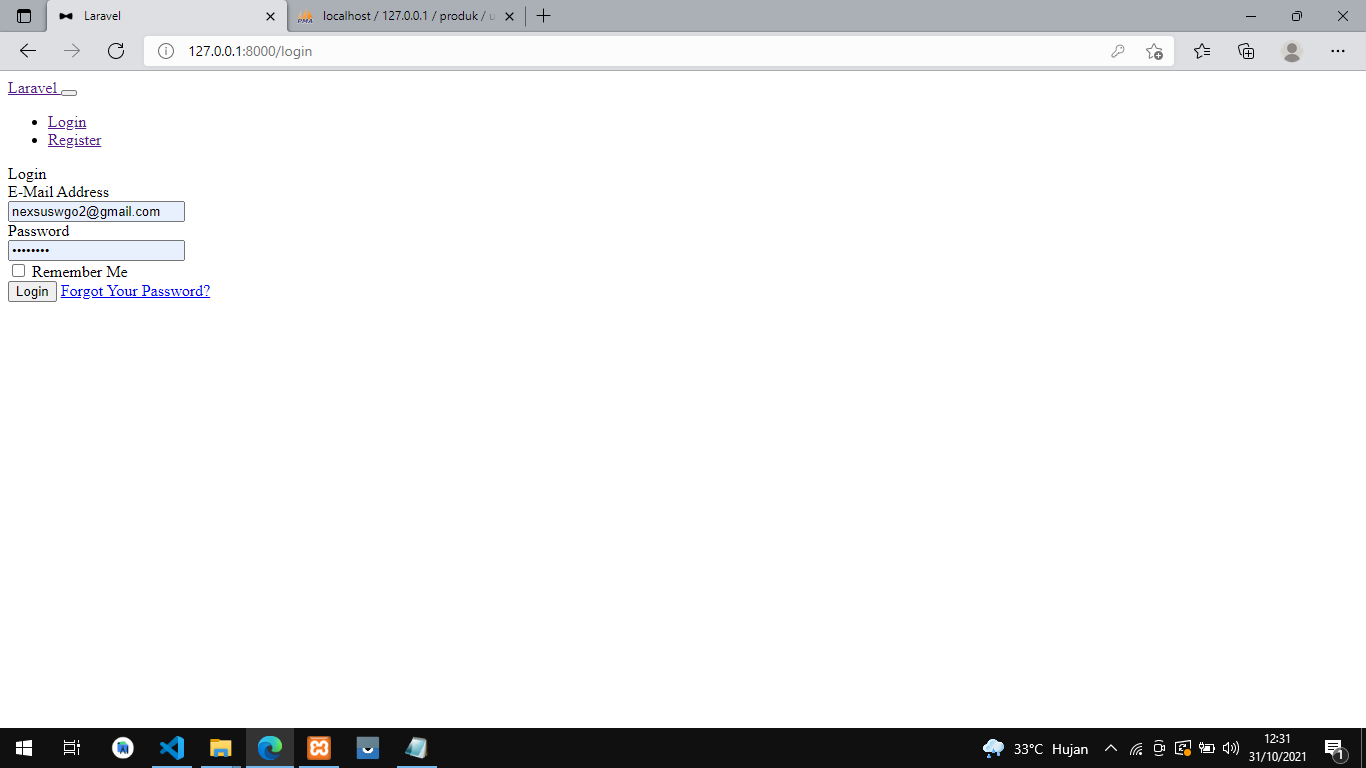 Laravel
localhost / 127.0.0.1 / produk / u
127.0.0.1:8000/login
Laravel
Login
Register
Login
E-Mail Address
nexsuswgo2@gmail.com
Password
••••••••
Remember Me
Login Forgot Your Password?
33°C Hujan
12:31
31/10/2021
1